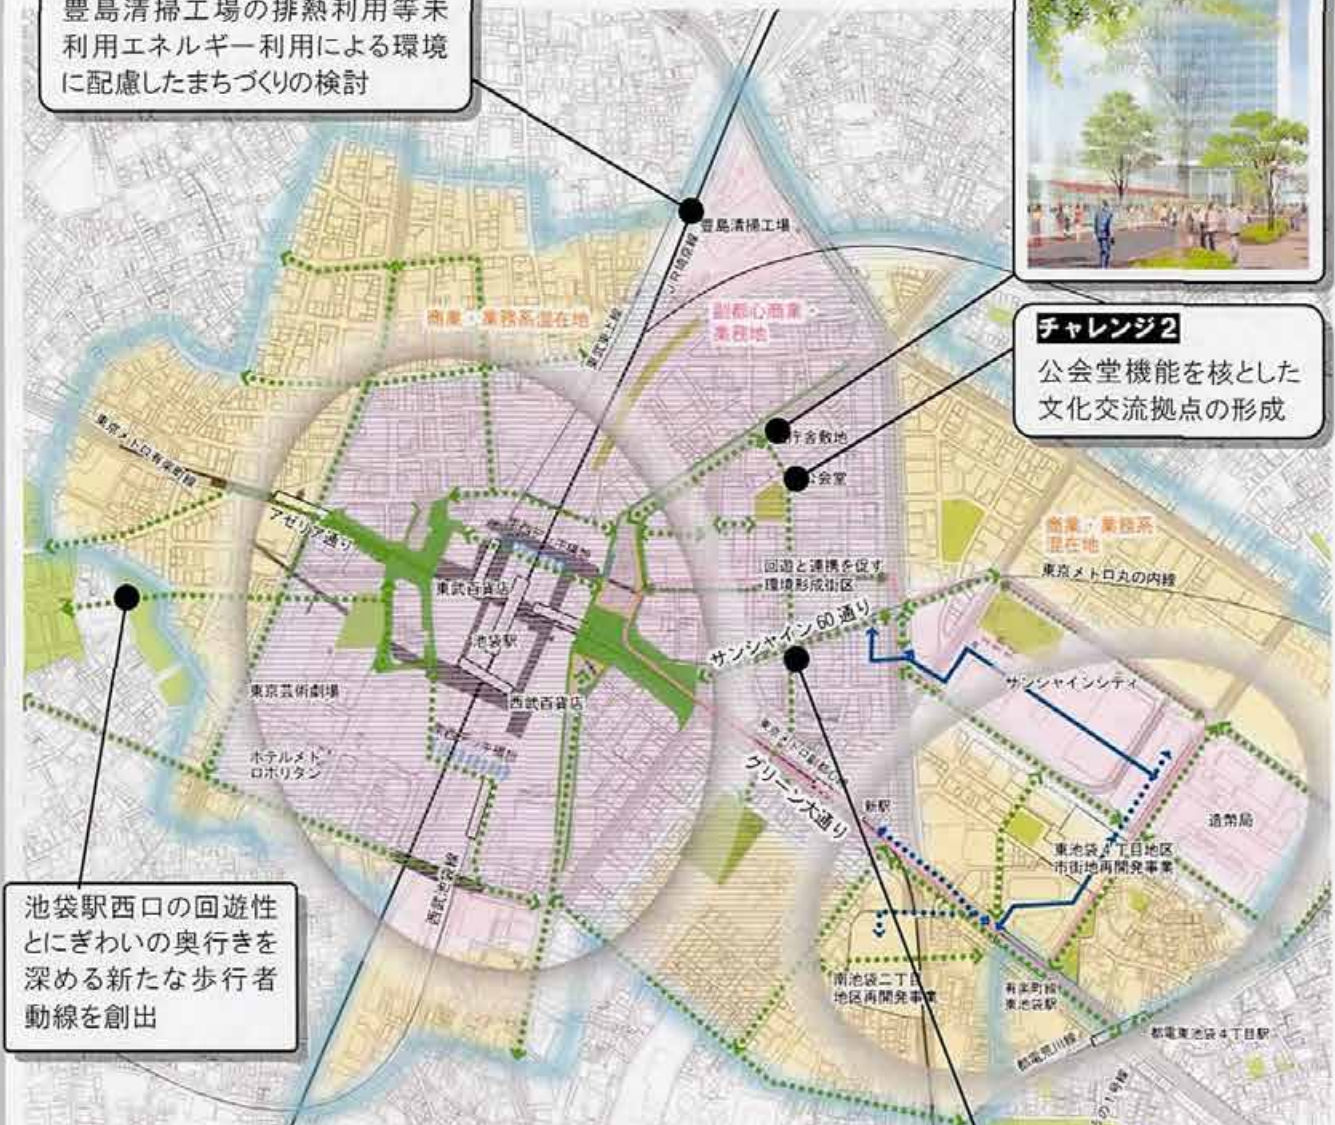 豊島清掃工場の排熱利用等未
利用エネルギー利用による環境
に配慮したまちづくりの検討
チャレンジ2
公会堂機能を核とした
文化交流拠点の形成
豊島清掃工場
JR埼京線
東武東上線
商業・業務系混在地
副都心商業・
業務地
庁舎敷地
公会堂
東京メトロ有楽町線
アゼリア通り
東武百貨店
池袋駅
西武百貨店
東京芸術劇場
ホテルメト
ロポリタン
回遊と連携を促す
環境形成街区
サンシャイン60通り
商業・業務系
混在地
東京メトロ丸の内線
サンシャインシティ
東京メトロ副都心線
グリーン大通り
新駅
造幣局
東池袋4丁目地区
市街地再開発事業
西武池袋線
南池袋二丁目
地区再開発事業
有楽町線
東池袋駅
都電荒川線
都電東池袋4丁目駅
池袋駅西口の回遊性
とにぎわいの奥行きを
深める新たな歩行者
動線を創出